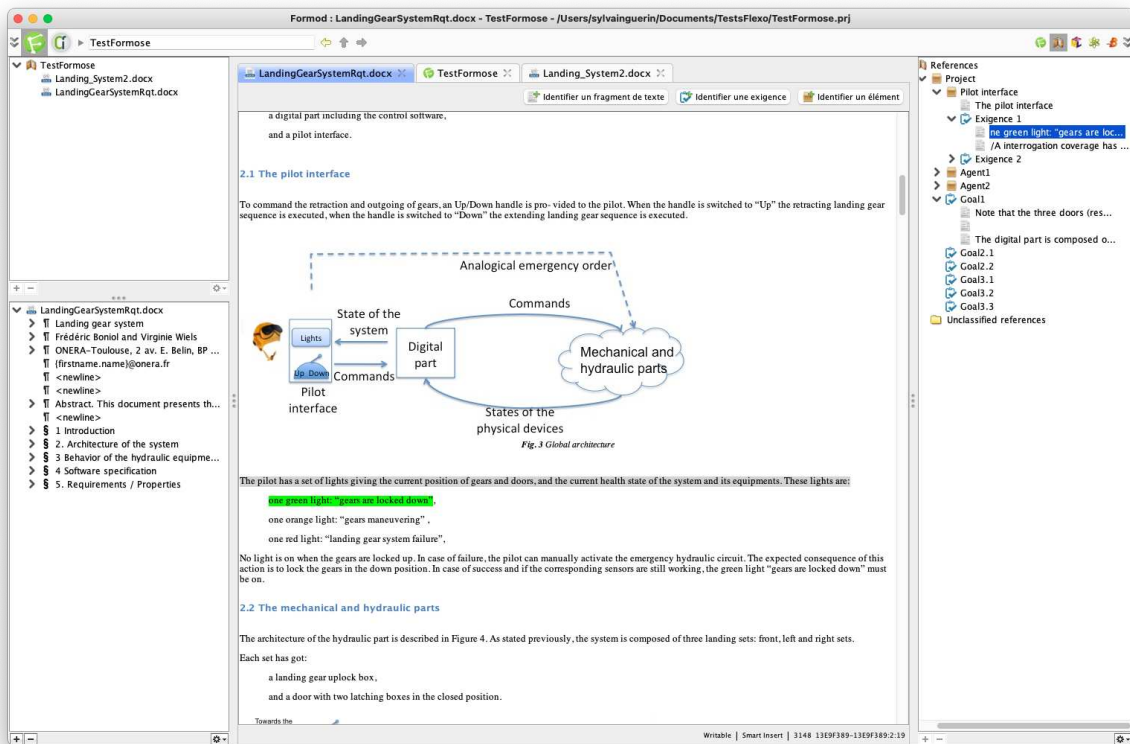 Formod : LandingGearSystemRqt.docx - TestFormose - /Users/sylvainguerin/Documents/TestsFlexo/TestFormose.prj
TestFormose
TestFormose
Landing_System2.docx
LandingGearSystemRqt.docx
LandingGearSystemRqt.docx
Landing gear system
Frédéric Boniol and Virginie Wiels
ONERA-Toulouse, 2 av. E. Belin, BP ...
{firstname.name}@onera.fr
<newline>
<newline>
Abstract. This document presents th...
<newline>
§ 1 Introduction
§ 2. Architecture of the system
§ 3 Behavior of the hydraulic equipme...
§ 4 Software specification
§ 5. Requirements / Properties
LandingGearSystemRqt.docx
TestFormose
Landing_System2.docx
Identifier un fragment de texte
Identifier une exigence
Identifier un élément
a digital part including the control software,
and a pilot interface.
2.1 The pilot interface
To command the retraction and outgoing of gears, an Up/Down handle is pro- vided to the pilot. When the handle is switched to “Up” the retracting landing gear
sequence is executed, when the handle is switched to “Down” the extending landing gear sequence is executed.
Analogical emergency order
Commands
State of the
system
Lights
Digital
part
Mechanical and
hydraulic parts
Up Down
Commands
Pilot
interface
States of the
physical devices
Fig. 3 Global architecture
The pilot has a set of lights giving the current position of gears and doors, and the current health state of the system and its equipments. These lights are:
one green light: “gears are locked down”,
one orange light: “gears maneuvering” ,
one red light: “landing gear system failure”,
No light is on when the gears are locked up. In case of failure, the pilot can manually activate the emergency hydraulic circuit. The expected consequence of this
action is to lock the gears in the down position. In case of success and if the corresponding sensors are still working, the green light “gears are locked down” must
be on.
2.2 The mechanical and hydraulic parts
The architecture of the hydraulic part is described in Figure 4. As stated previously, the system is composed of three landing sets: front, left and right sets.
Each set has got:
a landing gear uplock box,
and a door with two latching boxes in the closed position.
Towards the
Writable | Smart Insert | 3148 13E9F389-13E9F389:2:19
References
Project
Pilot interface
The pilot interface
Exigence 1
ne green light: “gears are loc...
/A interrogation coverage has ...
Exigence 2
Agent1
Agent2
Goal1
Note that the three doors (res...
The digital part is composed o...
Goal2.1
Goal2.2
Goal3.1
Goal3.2
Goal3.3
Unclassified references